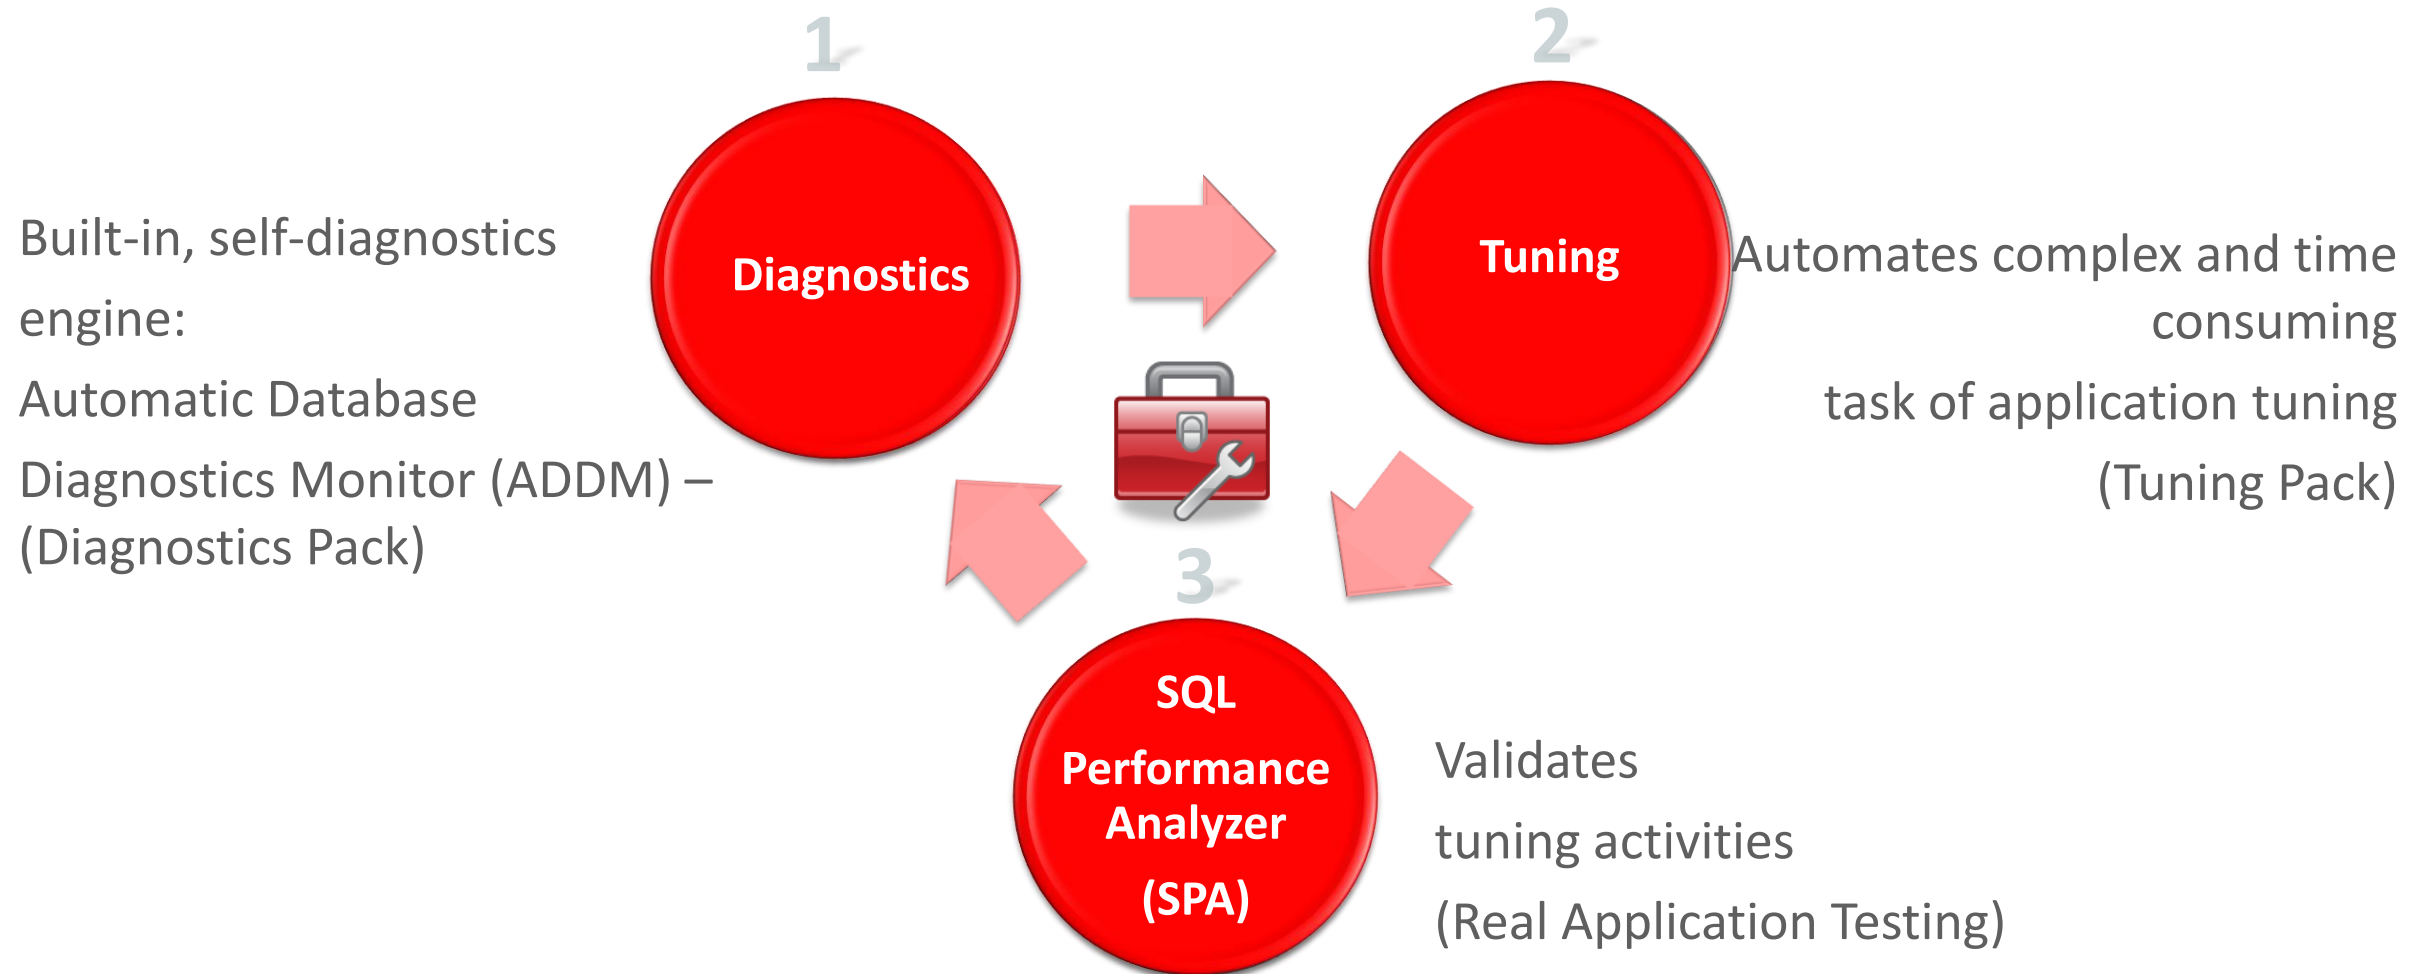 1
Diagnostics
Built-in, self-diagnostics
engine:
Automatic Database
Diagnostics Monitor (ADDM) –
(Diagnostics Pack)
2
Tuning
Automates complex and time
consuming
task of application tuning
(Tuning Pack)
3
SQL
Performance
Analyzer
(SPA)
Validates
tuning activities
(Real Application Testing)